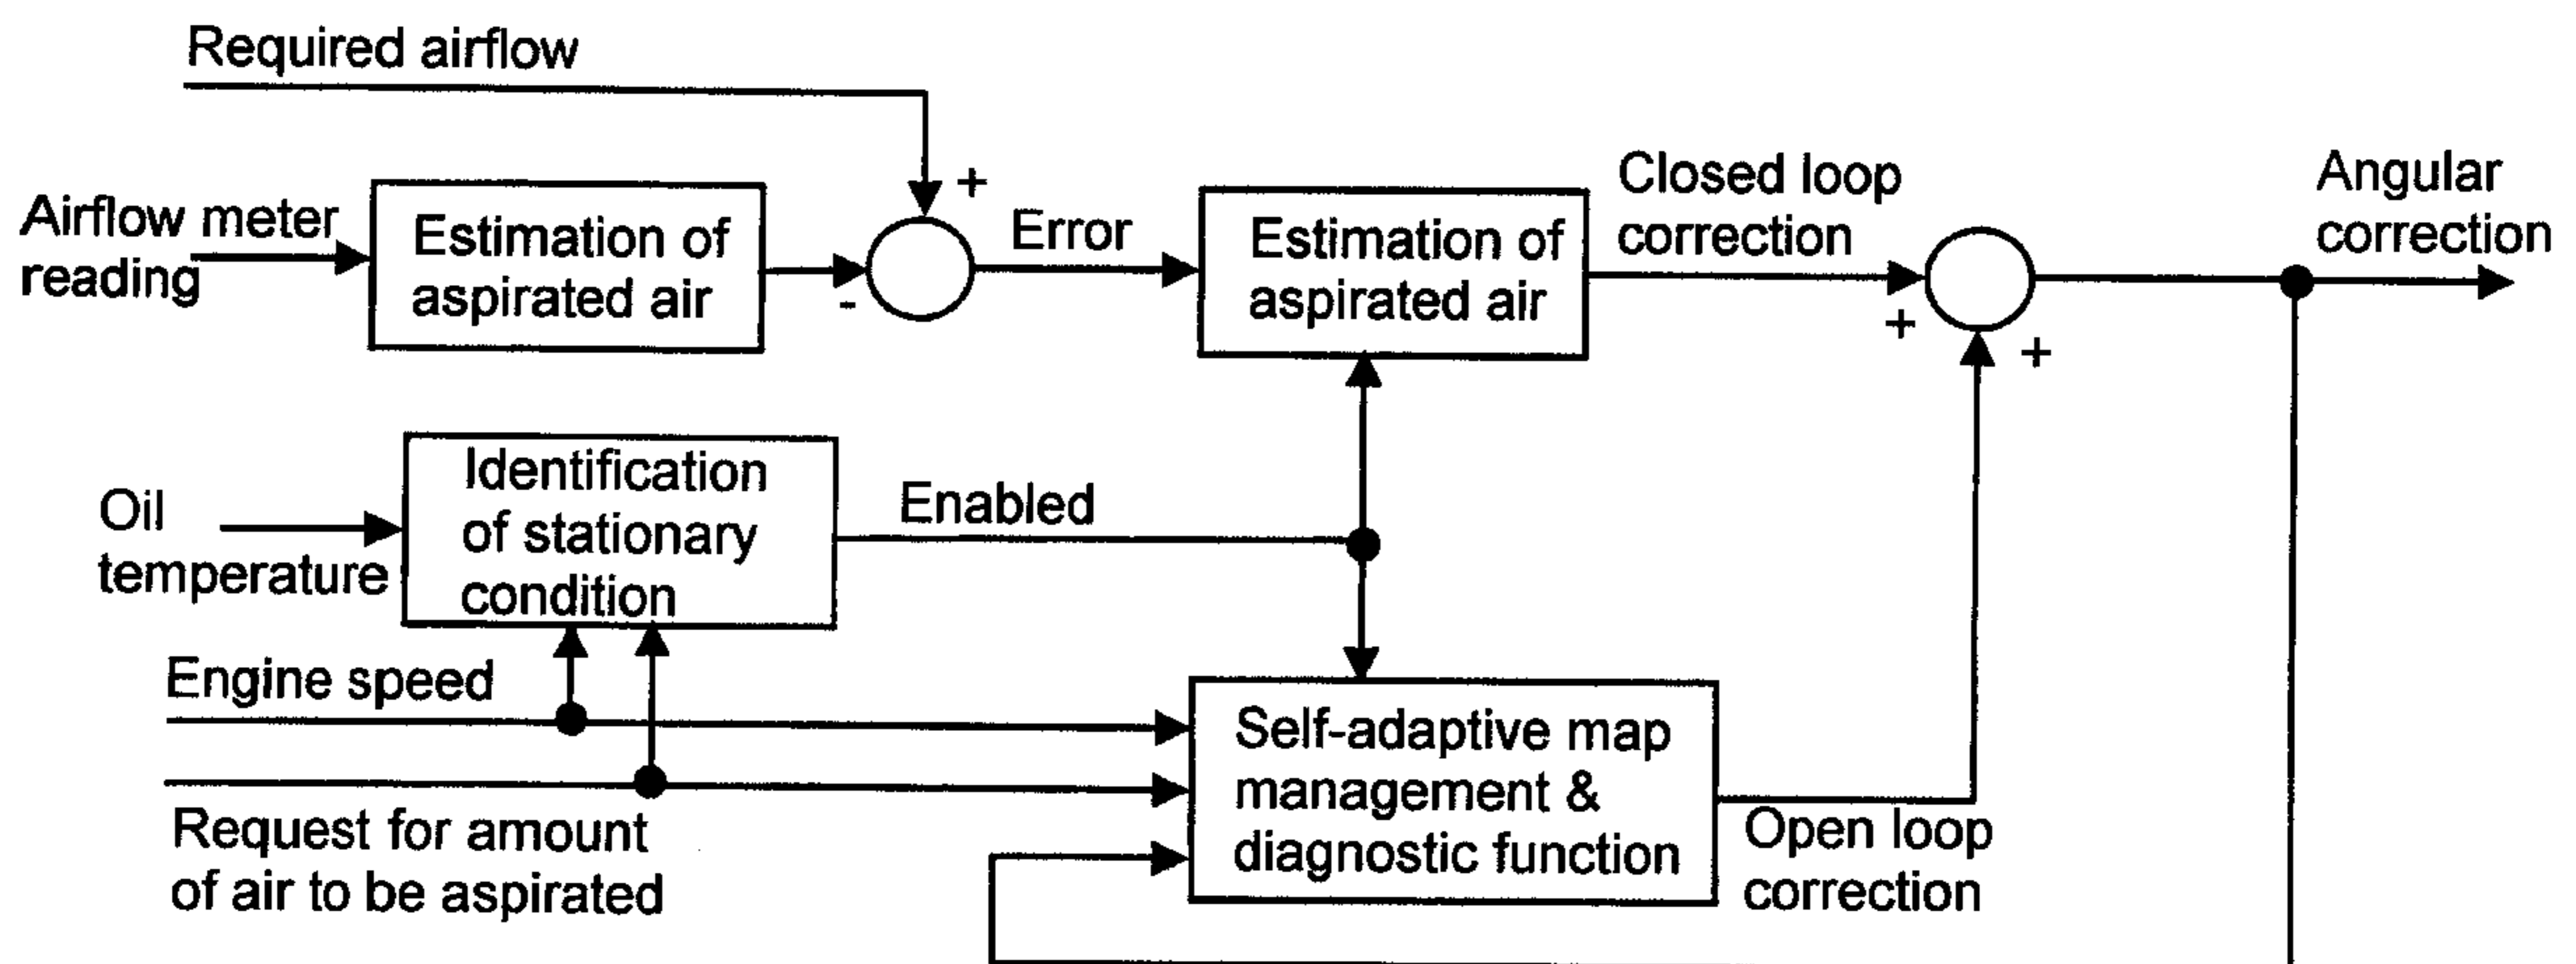 Required airflow
+
Airflow meter
reading
Estimation of
aspirated air
-
Error
Estimation of
aspirated air
Closed loop
correction
+
+
Angular
correction
Oil
temperature
Identification
of stationary
condition
Enabled
Engine speed
Request for amount
of air to be aspirated
Self-adaptive map
management &
diagnostic function
Open loop
correction